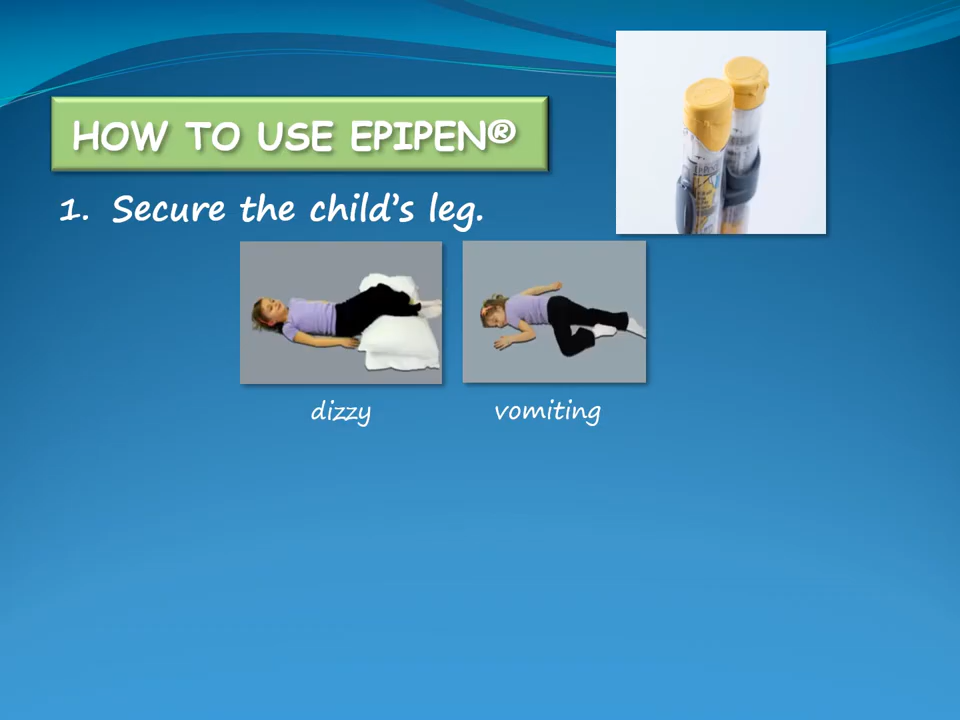 HOW TO USE EPIPEN®
1. Secure the child's leg.
dizzy
vomiting